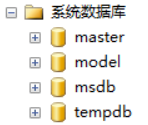 系统数据库
master
model
msdb
tempdb